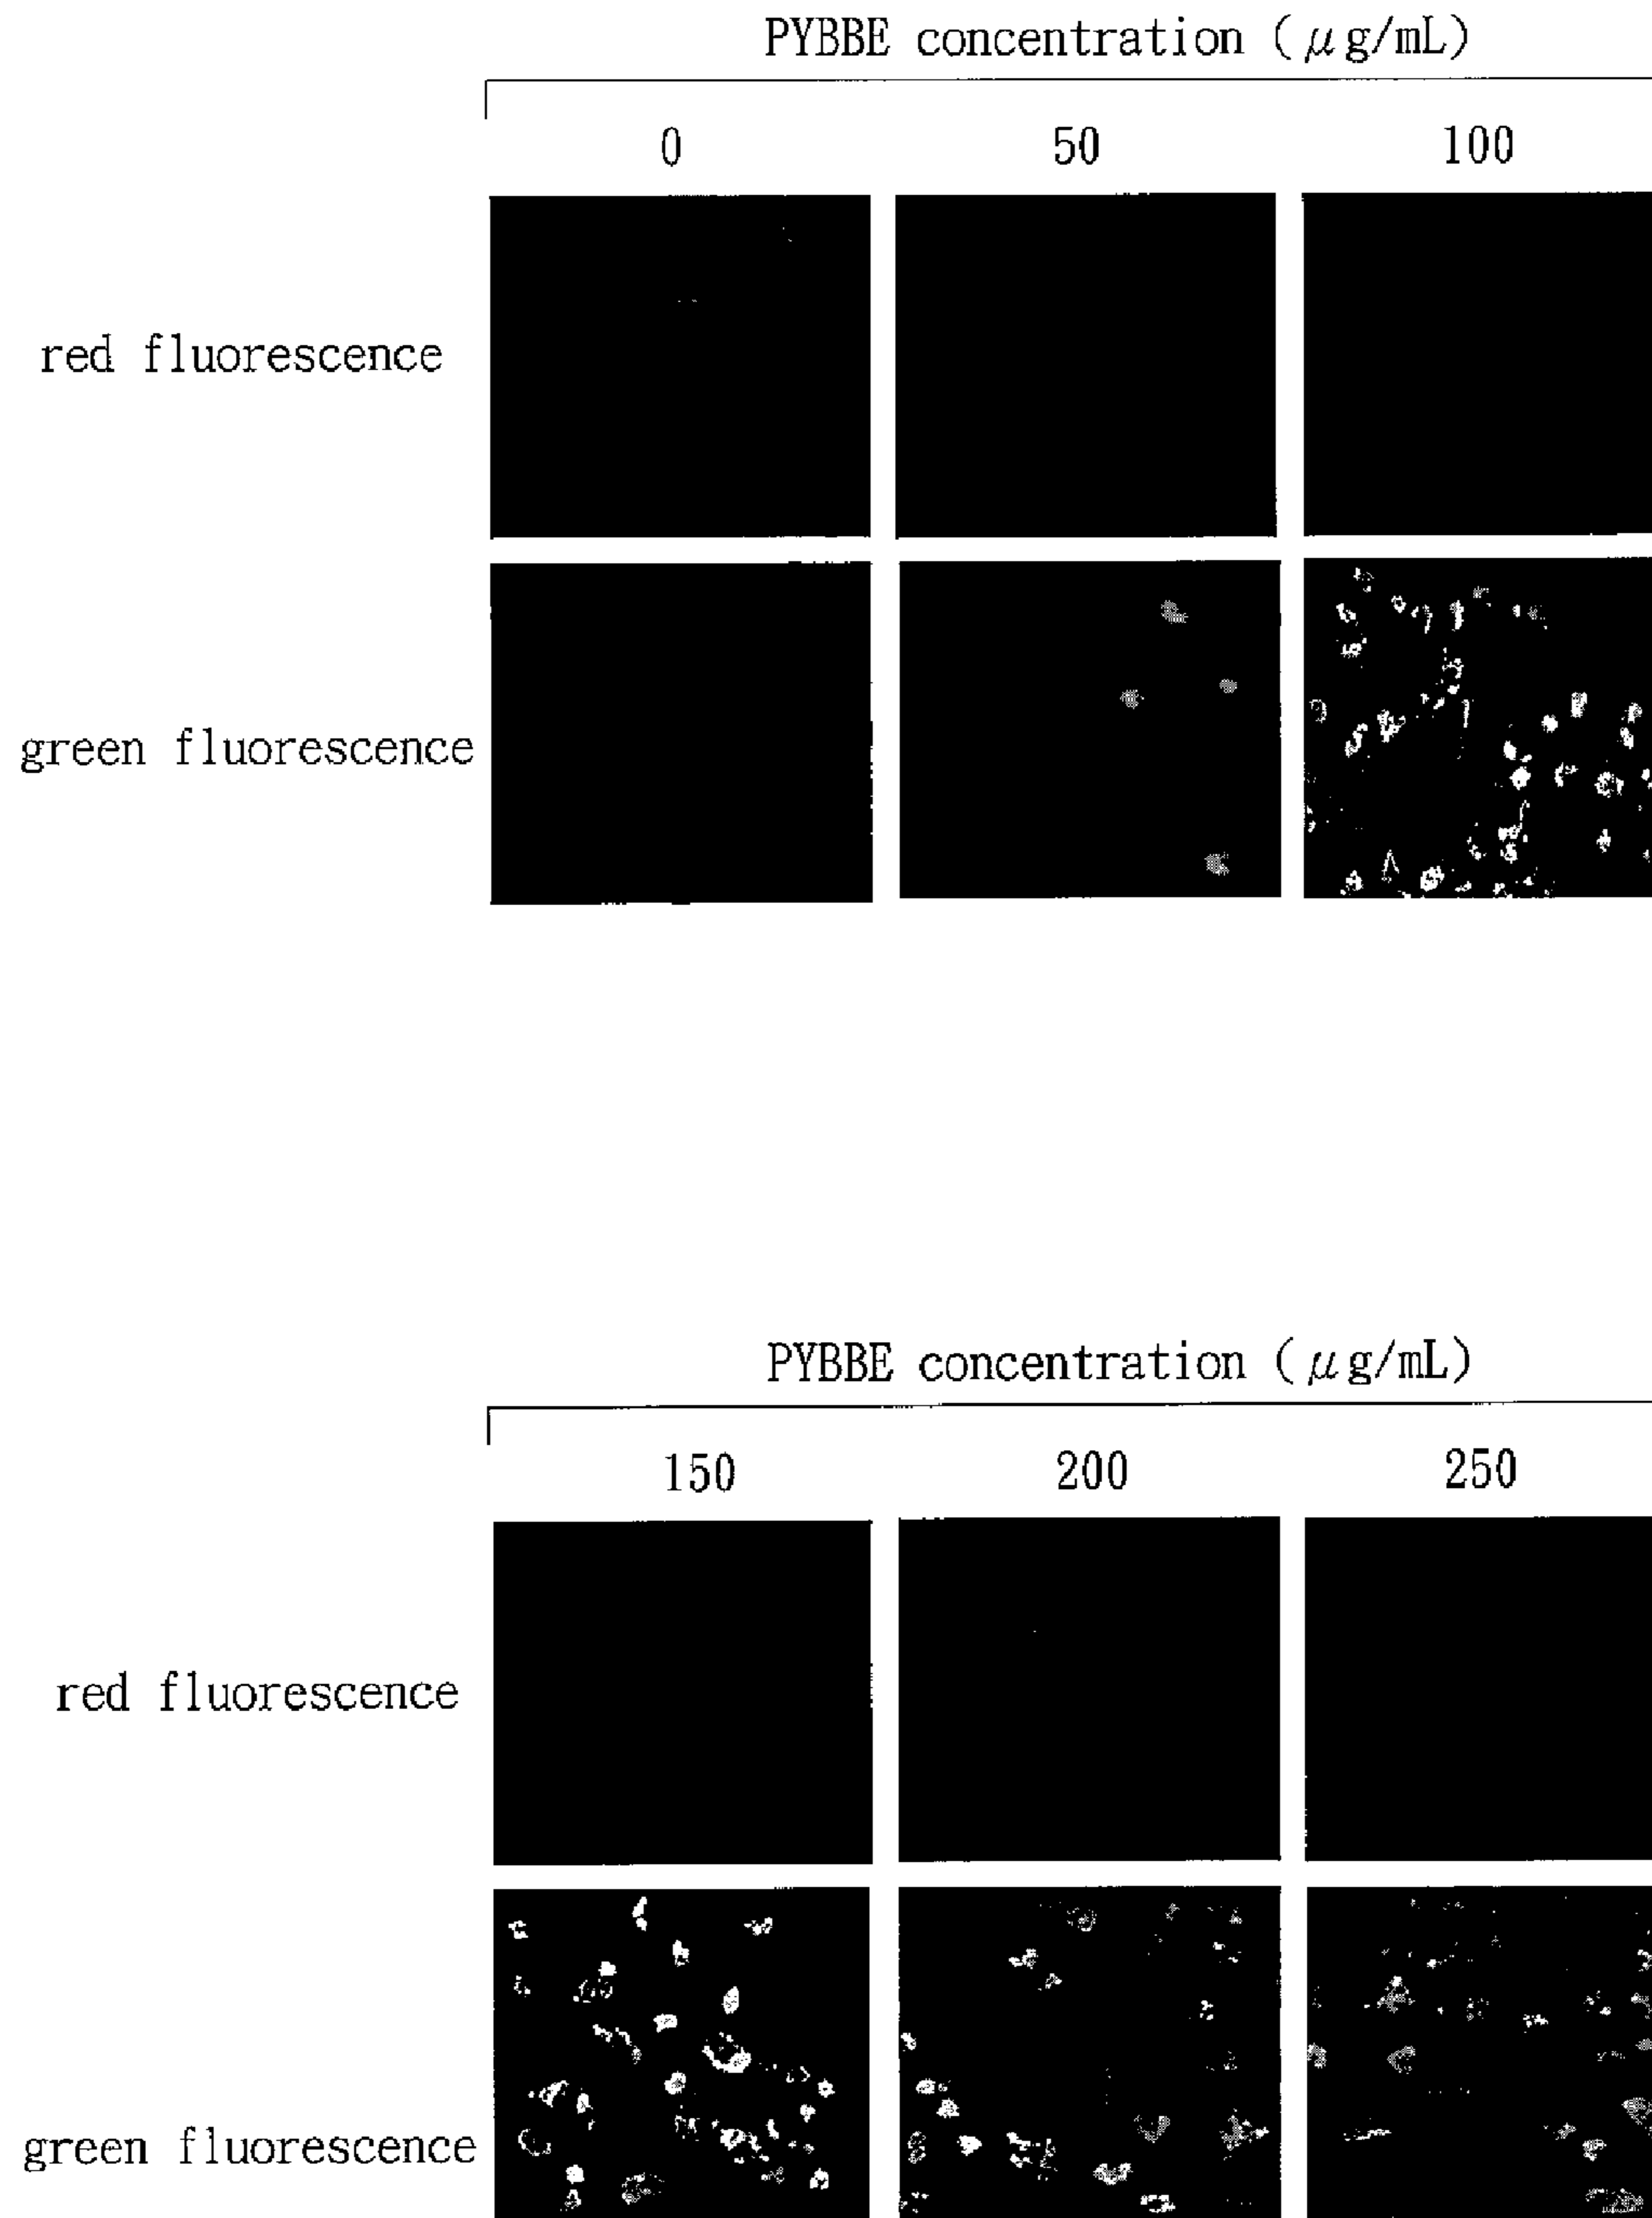 PYBBE concentration (μg/mL)
0 50 100
red fluorescence
green fluorescence
PYBBE concentration (μg/mL)
150 200 250
red fluorescence
green fluorescence